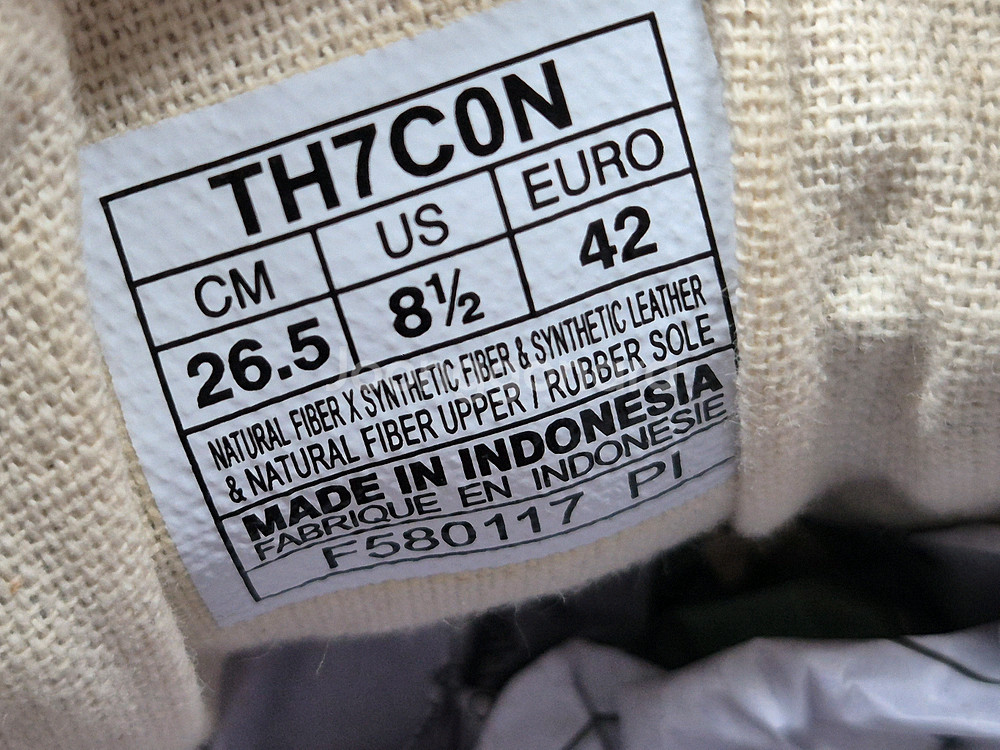 TH7C0N
CM US EURO
26.5 8½ 42
NATURAL FIBER X SYNTHETIC FIBER & SYNTHETIC LEATHER
& NATURAL FIBER UPPER / RUBBER SOLE
MADE IN INDONESIA
FABRIQUE EN INDONESIE
F580117 PI